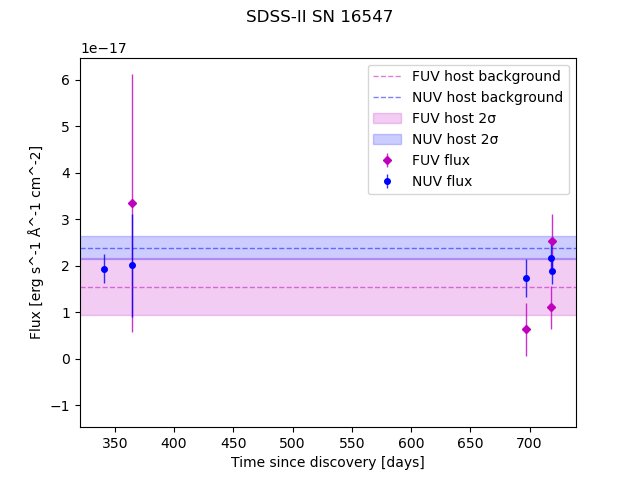 SDSS-II SN 16547
1e−17
FUV host background
NUV host background
FUV host 2σ
NUV host 2σ
FUV flux
NUV flux
6
5
4
3
2
1
0
−1
Flux [erg s^-1 Å^-1 cm^-2]
350 400 450 500 550 600 650 700
Time since discovery [days]